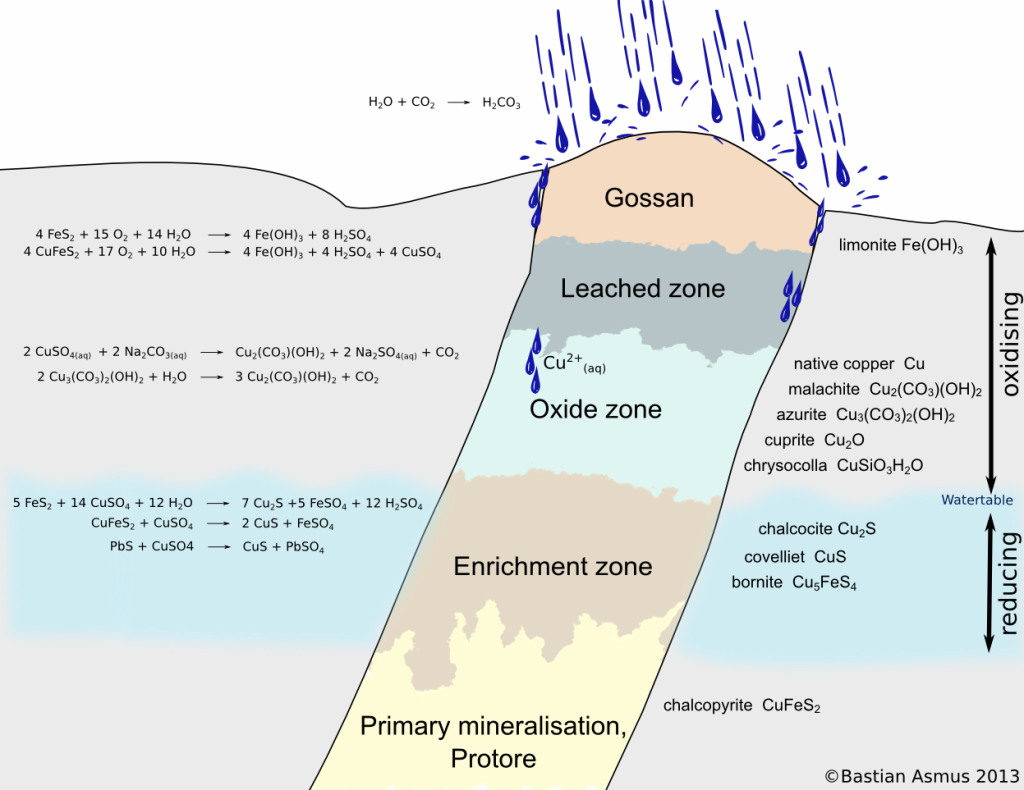 H₂O + CO₂ → H₂CO₃
Gossan
4 FeS₂ + 15 O₂ + 14 H₂O → 4 Fe(OH)₃ + 8 H₂SO₄
4 CuFeS₂ + 17 O₂ + 10 H₂O → 4 Fe(OH)₃ + 4 H₂SO₄ + 4 CuSO₄
limonite Fe(OH)₃
Leached zone
oxidising
2 CuSO₄(aq) + 2 Na₂CO₃(aq) → Cu₂(CO₃)(OH)₂ + 2 Na₂SO₄(aq) + CO₂
2 Cu₃(CO₃)₂(OH)₂ + H₂O → 3 Cu₂(CO₃)(OH)₂ + CO₂
Cu²⁺(aq)
Oxide zone
native copper Cu
malachite Cu₂(CO₃)(OH)₂
azurite Cu₃(CO₃)₂(OH)₂
cuprite Cu₂O
chrysocolla CuSiO₃H₂O
Watertable
5 FeS₂ + 14 CuSO₄ + 12 H₂O → 7 Cu₂S +5 FeSO₄ + 12 H₂SO₄
CuFeS₂ + CuSO₄ → 2 CuS + FeSO₄
PbS + CuSO4 → CuS + PbSO₄
Enrichment zone
chalcocite Cu₂S
covelliet CuS
bornite Cu₅FeS₄
reducing
chalcopyrite CuFeS₂
Primary mineralisation,
Protore
©Bastian Asmus 2013